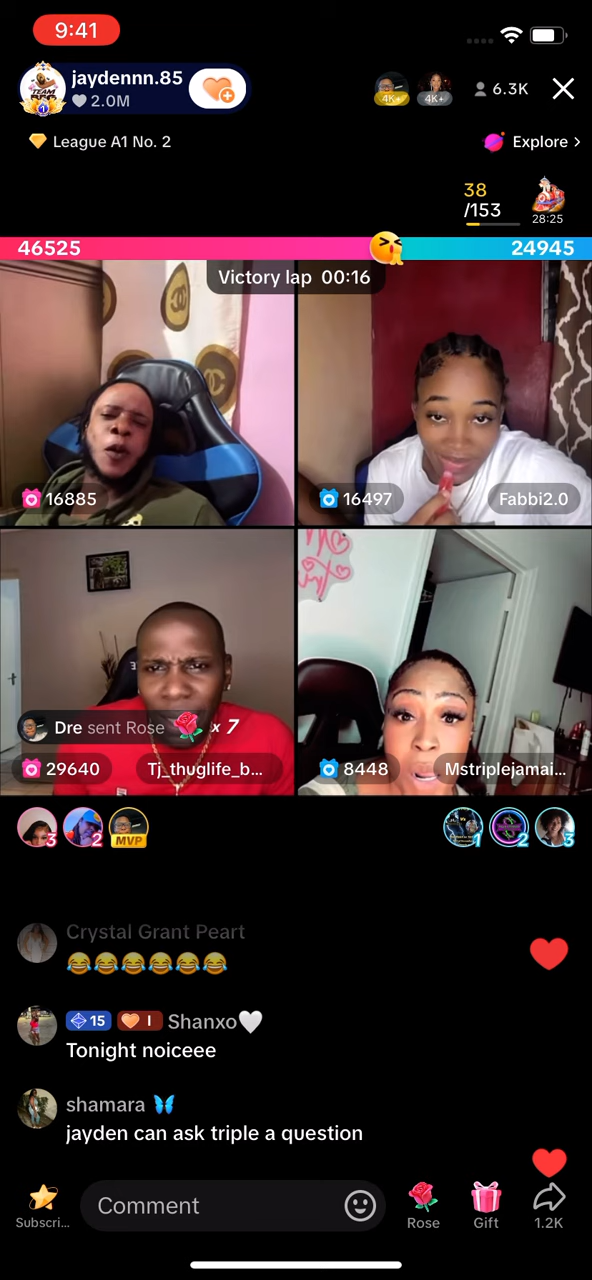 9:41
jaydennn.85
2.0M
4K+
4K+
6.3K
League A1 No. 2
Explore >
38
/153
28:25
46525
24945
Victory lap 00:16
16885
16497
Fabbi2.0
Dre sent Rose x 7
29640
Tj_thuglife_b...
8448
Mstriplejamai...
3
2
MVP
1
2
3
Crystal Grant Peart
😂😂😂😂😂😂
15
I
Shanxo🤍
Tonight noiceee
shamara 🦋
jayden can ask triple a question
Comment
Subscri...
Rose
Gift
1.2K